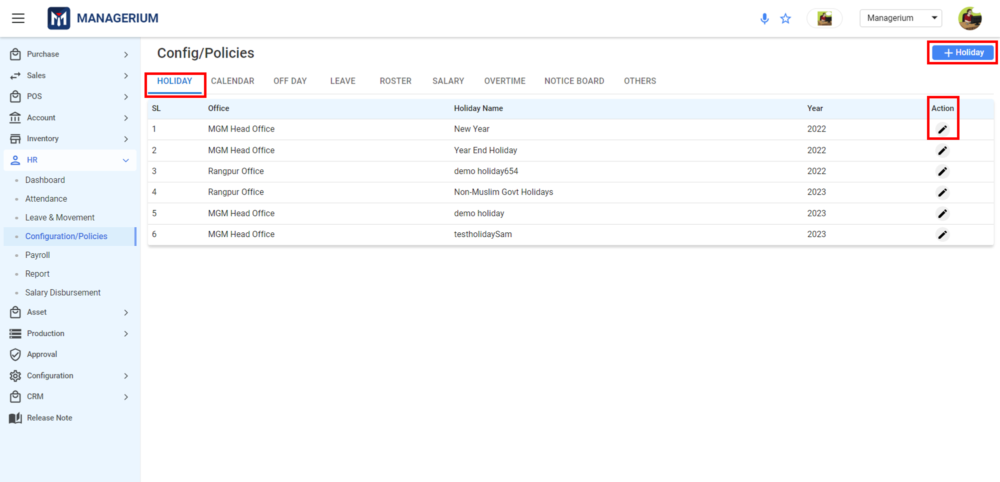 MANAGERIUM
Managerium
Purchase
Sales
POS
Account
Inventory
HR
Dashboard
Attendance
Leave & Movement
Configuration/Policies
Payroll
Report
Salary Disbursement
Asset
Production
Approval
Configuration
CRM
Release Note
Config/Policies
+ Holiday
HOLIDAY CALENDAR OFF DAY LEAVE ROSTER SALARY OVERTIME NOTICE BOARD OTHERS
SL Office Holiday Name Year Action
1 MGM Head Office New Year 2022
2 MGM Head Office Year End Holiday 2022
3 Rangpur Office demo holiday654 2022
4 Rangpur Office Non-Muslim Govt Holidays 2023
5 MGM Head Office demo holiday 2023
6 MGM Head Office testholidaySam 2023